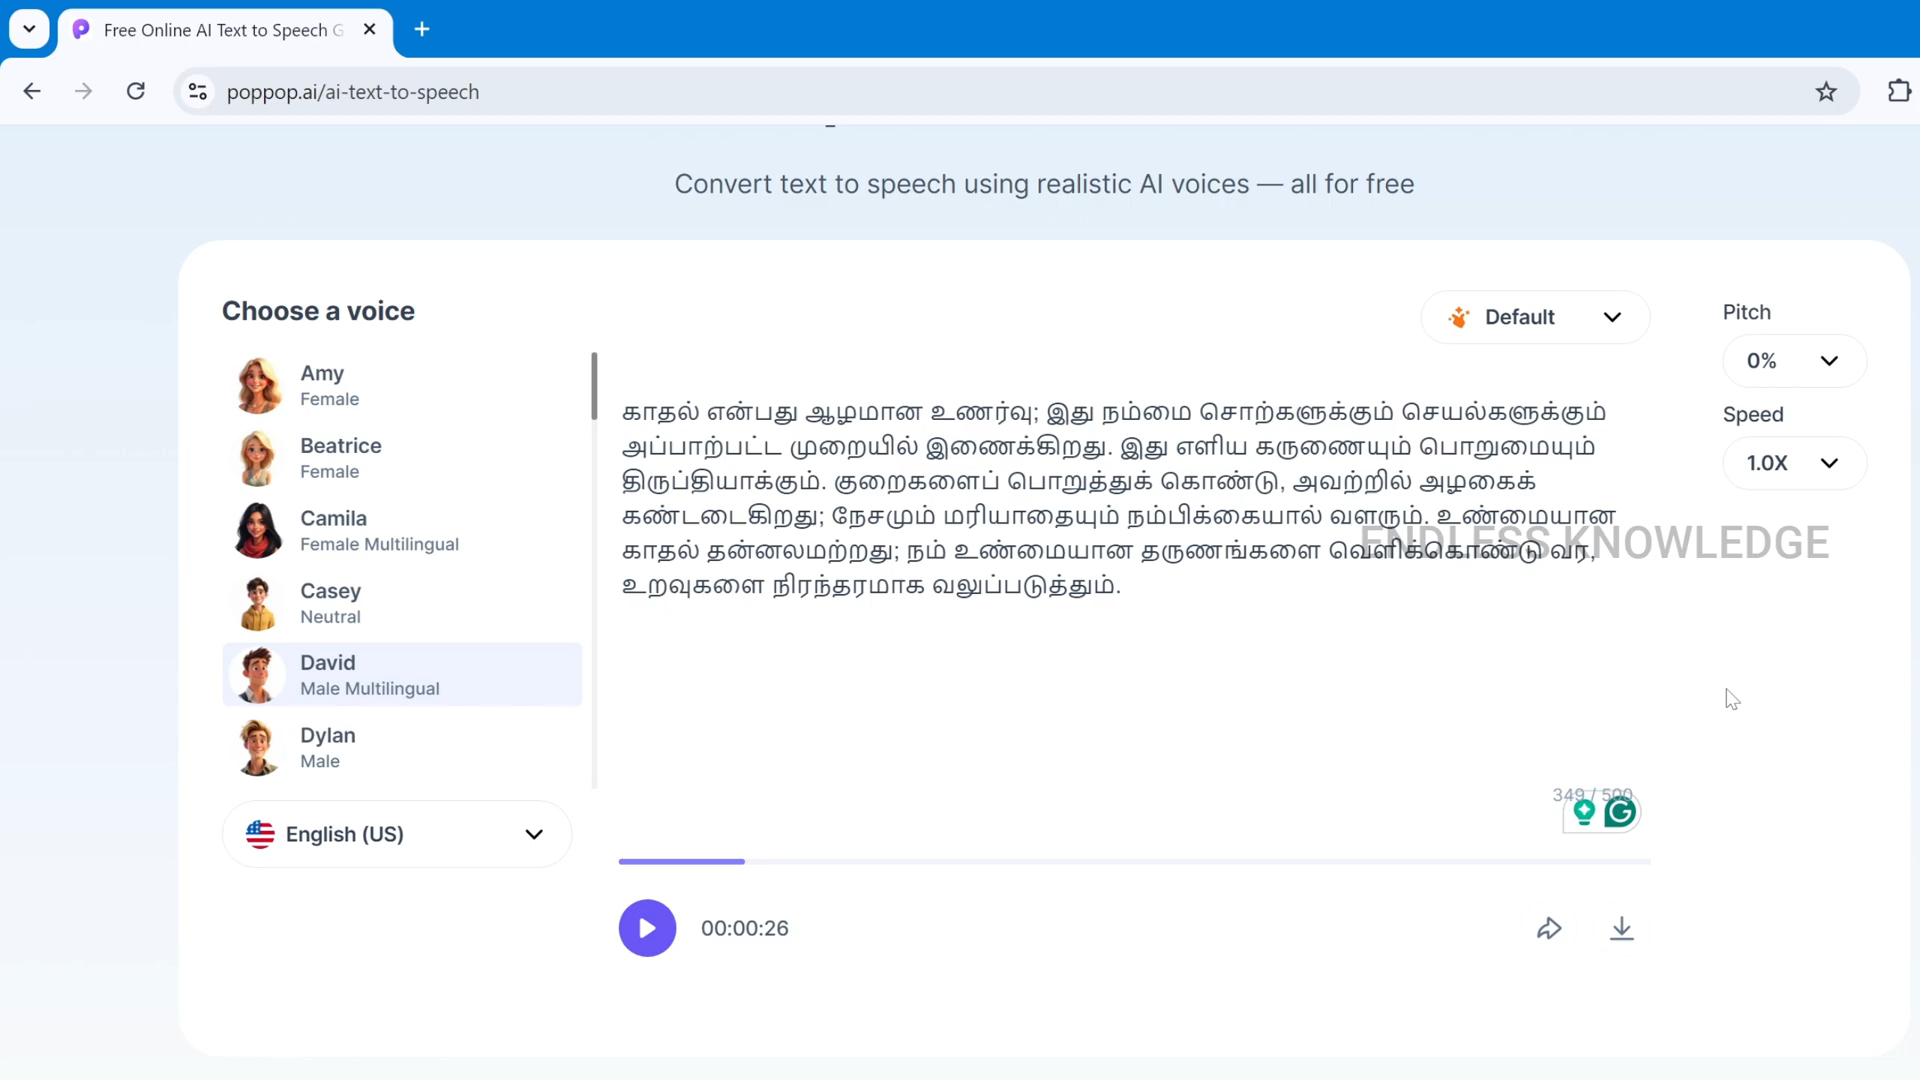 Free Online AI Text to Speech G
poppop.ai/ai-text-to-speech
Convert text to speech using realistic AI voices — all for free
Choose a voice
Amy
Female
Beatrice
Female
Camila
Female Multilingual
Casey
Neutral
David
Male Multilingual
Dylan
Male
English (US)
Default
காதல் என்பது ஆழமான உணர்வு; இது நம்மை சொற்களுக்கும் செயல்களுக்கும்
அப்பாற்பட்ட முறையில் இணைக்கிறது. இது எளிய கருணையும் பொறுமையும்
திருப்தியாக்கும். குறைகளைப் பொறுத்துக் கொண்டு, அவற்றில் அழகைக்
கண்டடைகிறது; நேசமும் மரியாதையும் நம்பிக்கையால் வளரும். உண்மையான
காதல் தன்னலமற்றது; நம் உண்மையான தருணங்களை வெளிக்கொண்டு வர,
உறவுகளை நிரந்தரமாக வலுப்படுத்தும்.
ENDLESS KNOWLEDGE
349 / 500
00:00:26
Pitch
0%
Speed
1.0X